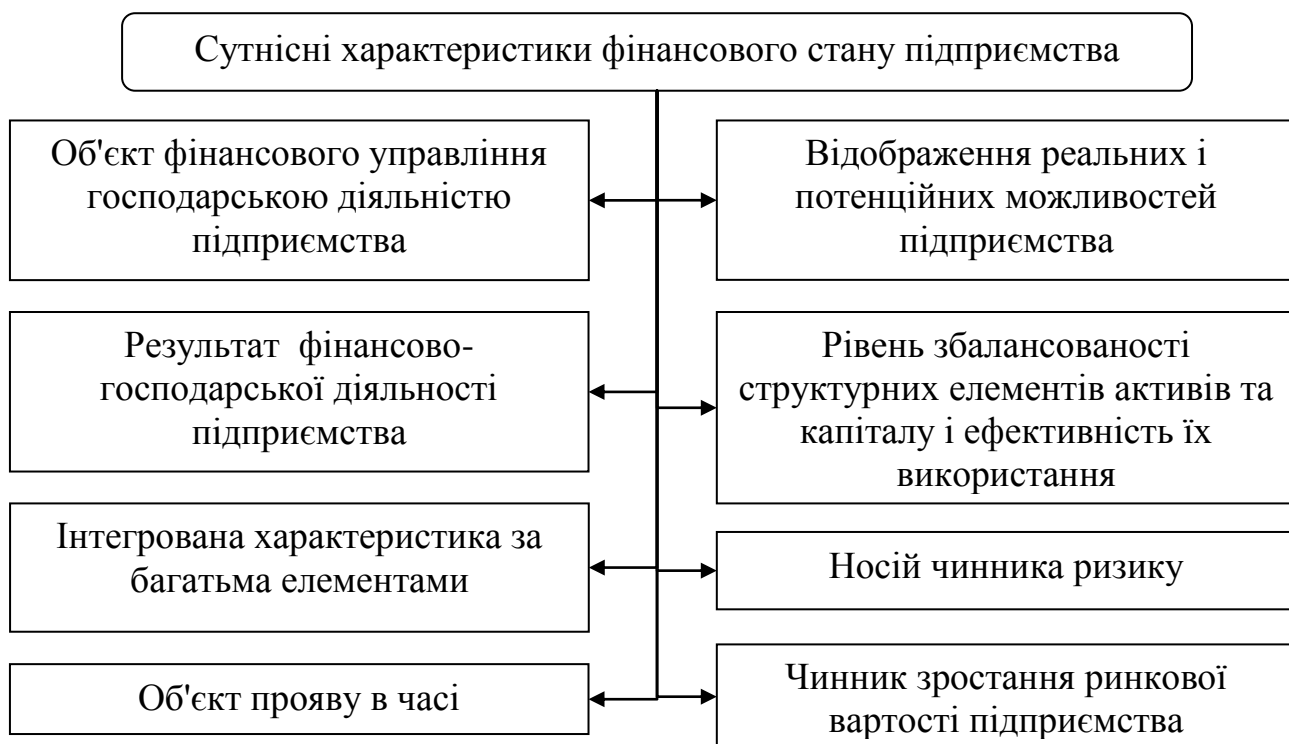 Сутнісні характеристики фінансового стану підприємства
Об'єкт фінансового управління
господарською діяльністю
підприємства
Відображення реальних і
потенційних можливостей
підприємства
Результат фінансово-
господарської діяльності
підприємства
Рівень збалансованості
структурних елементів активів та
капіталу і ефективність їх
використання
Інтегрована характеристика за
багатьма елементами
Носій чинника ризику
Об'єкт прояву в часі
Чинник зростання ринкової
вартості підприємства